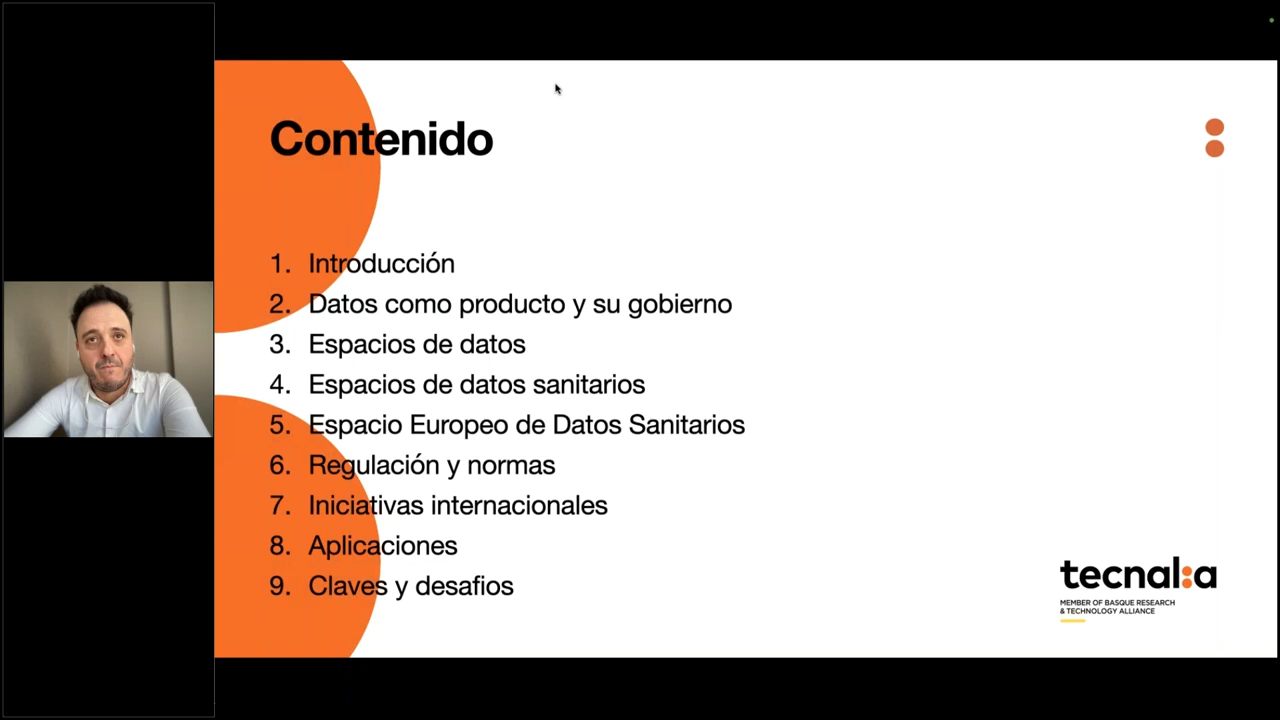 Contenido
1. Introducción
2. Datos como producto y su gobierno
3. Espacios de datos
4. Espacios de datos sanitarios
5. Espacio Europeo de Datos Sanitarios
6. Regulación y normas
7. Iniciativas internacionales
8. Aplicaciones
9. Claves y desafios
tecnal:a
MEMBER OF BASQUE RESEARCH
& TECHNOLOGY ALLIANCE